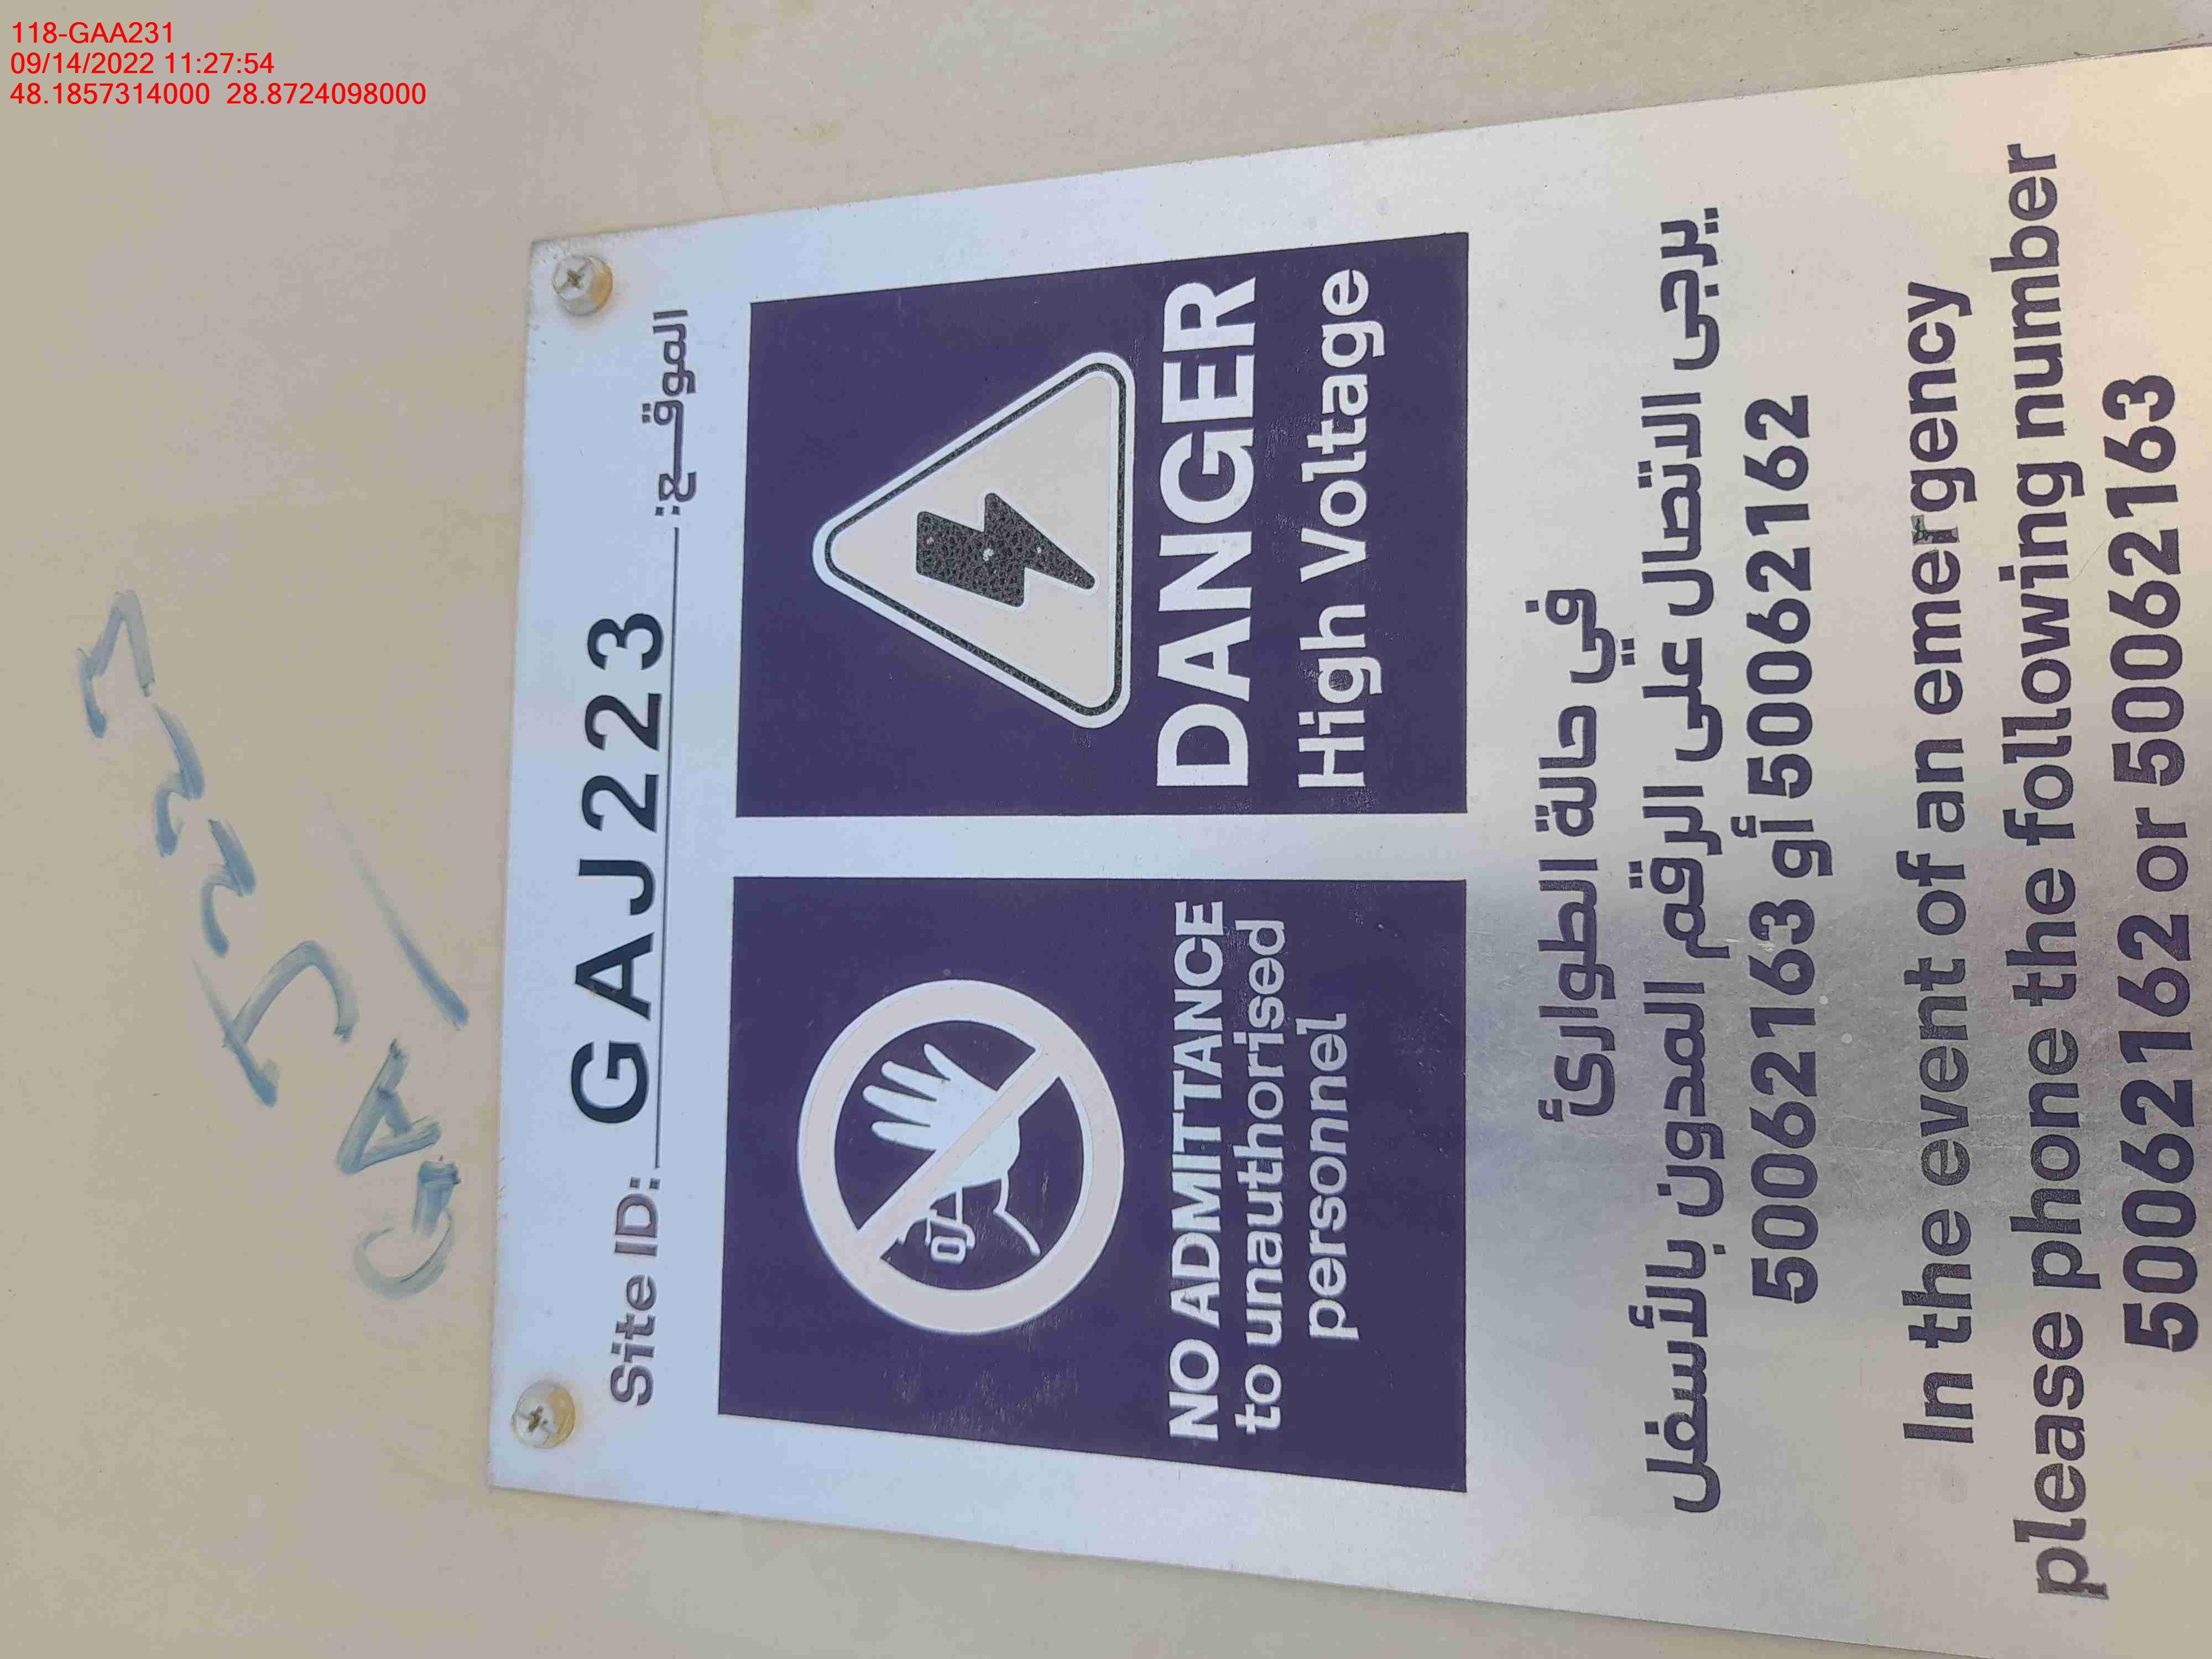 118-GAA231
09/14/2022 11:27:54
48.1857314000 28.8724098000
GAJ223
Site ID: GAJ223 الموقع:
NO ADMITTANCE
to unauthorised
personnel
DANGER
High Voltage
في حالة الطوارئ
يرجى الاتصال على الرقم المدون بالأسفل
50062163 أو 50062162
In the event of an emergency
please phone the following number
50062162 or 50062163